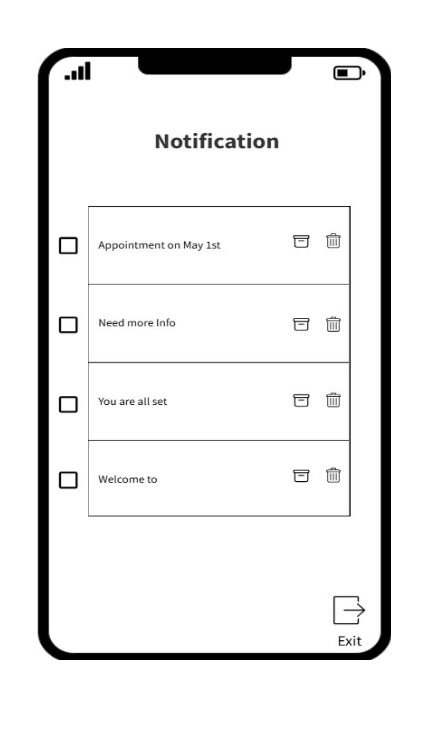 Notification
Appointment on May 1st
Need more Info
You are all set
Welcome to
Exit